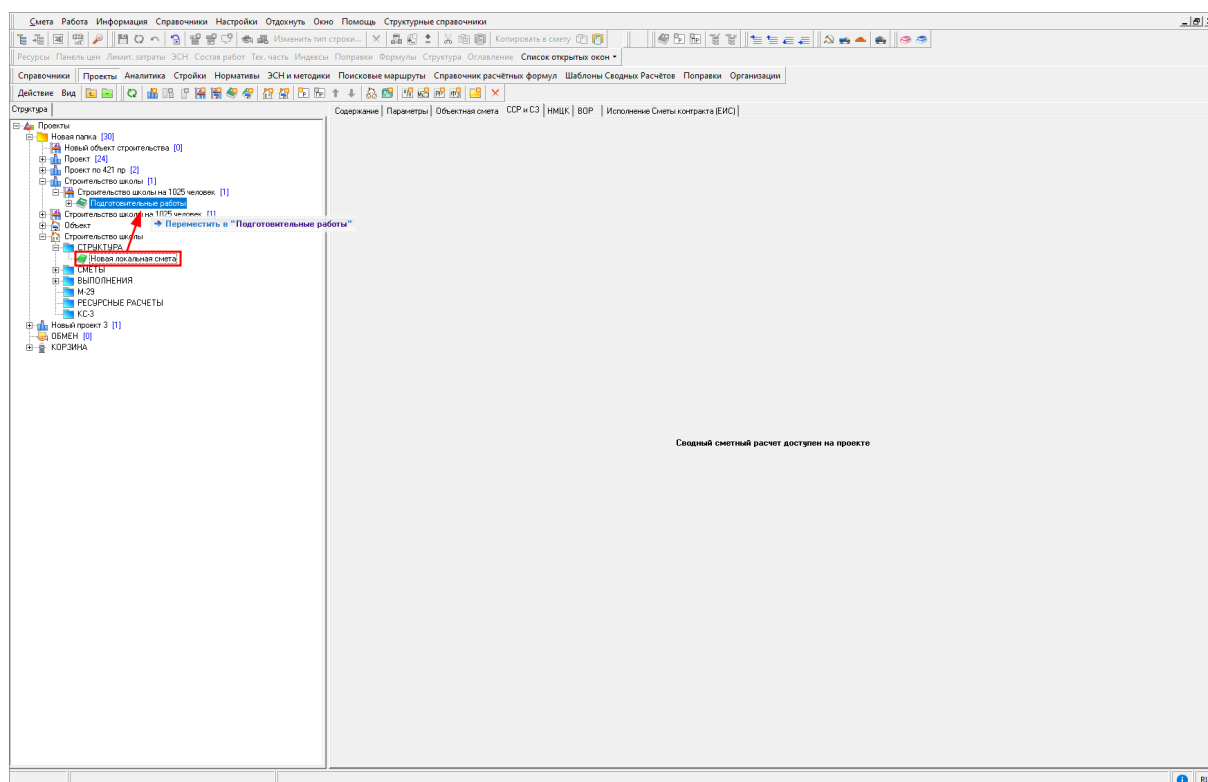 Смета Работа Информация Справочники Настройки Отдохнуть Окно Помощь Структурные справочники
Изменить тип строки... Копировать в смету
Ресурсы Панель цен Лимит. затраты ЭСН Состав работ Тех. часть Индексы Поправки Формулы Структура Оглавление Список открытых окон
Справочники Проекты Аналитика Стройки Нормативы ЭСН и методики Поисковые маршруты Справочник расчётных формул Шаблоны Сводных Расчётов Поправки Организации
Действие Вид
Структура
Содержание Параметры Объектная смета ССР и СЗ НМЦК ВОР Исполнение Сметы контракта (ЕИС)
Проекты
Новая папка [30]
Новый объект строительства [0]
Проект [24]
Проект по 421 пр [2]
Строительство школы [1]
Строительство школы на 1025 человек [1]
Подготовительные работы
Строительство школы на 1025 человек [1]
Объект
Переместить в "Подготовительные работы"
Строительство школы
СТРУКТУРА
Новая локальная смета
СМЕТЫ
ВЫПОЛНЕНИЯ
М-29
РЕСУРСНЫЕ РАСЧЕТЫ
КС-3
Новый проект 3 [1]
ОБМЕН [0]
КОРЗИНА
Сводный сметный расчет доступен на проекте